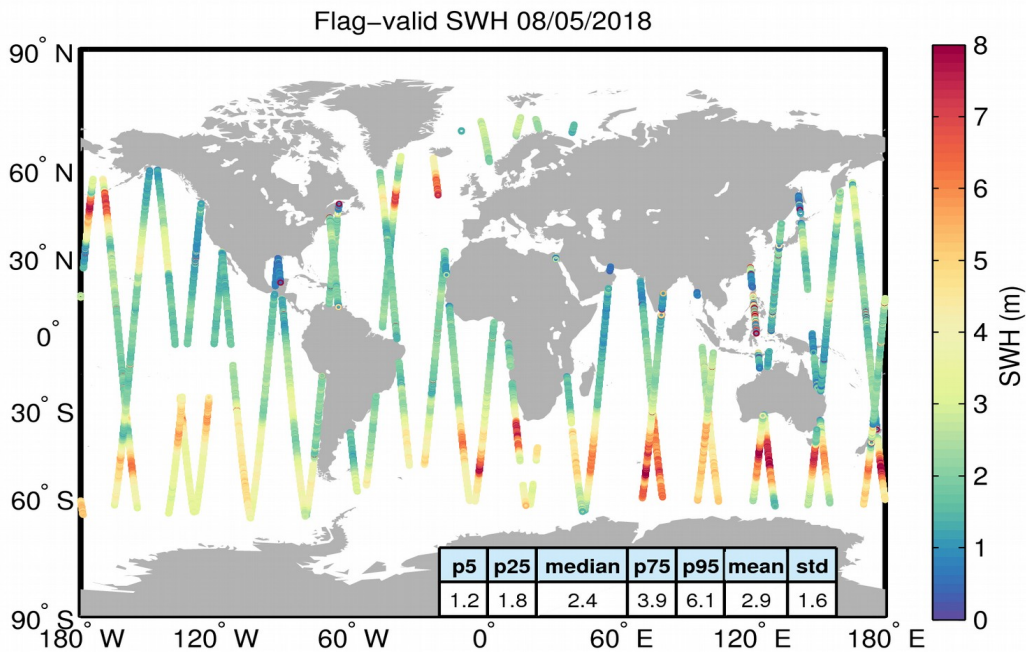 Flag−valid SWH 08/05/2018
90° N
60° N
30° N
0°
30° S
60° S
90° S
180° W
120° W
60° W
0°
60° E
120° E
180° E
8
7
6
5
4
3
2
1
0
SWH (m)
p5 p25 median p75 p95 mean std
1.2 1.8 2.4 3.9 6.1 2.9 1.6